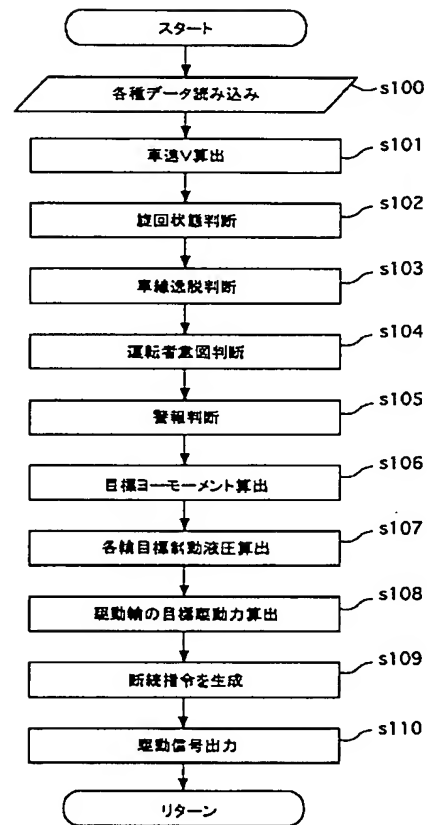 スタート
各種データ読み込み
s100
車速V算出
s101
旋回状態判断
s102
車線逸脱判断
s103
運転者意図判断
s104
警報判断
s105
目標ヨーモーメント算出
s106
各輪目標制動液圧算出
s107
駆動輪の目標駆動力算出
s108
断続指令を生成
s109
駆動信号出力
s110
リターン